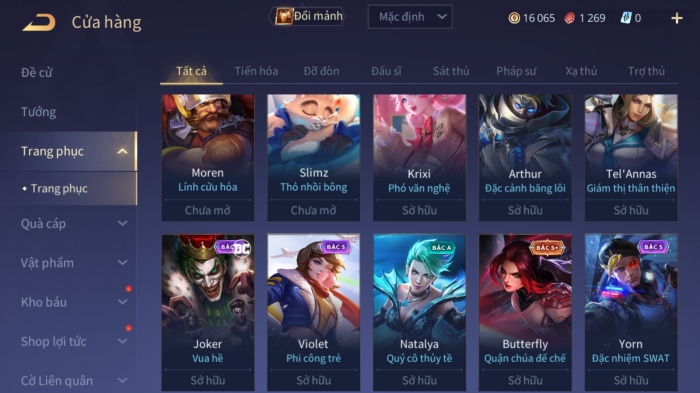 Cửa hàng
Đổi mảnh
Mặc định
16 065
1 269
0
Đề cử
Tướng
Trang phục
Trang phục
Quà cáp
Vật phẩm
Kho báu
Shop lợi tức
Cờ Liên quân
Tất cả
Tiến hóa
Đỡ đòn
Đấu sĩ
Sát thủ
Pháp sư
Xạ thủ
Trợ thủ
Moren
Lính cứu hỏa
Chưa mở
Slimz
Thỏ nhồi bông
Chưa mở
Krixi
Phó văn nghệ
Sở hữu
Arthur
Đặc cảnh băng lôi
Sở hữu
Tel'Annas
Giám thị thân thiện
Sở hữu
DC
Joker
Vua hề
Sở hữu
BẬC S
Violet
Phi công trẻ
Sở hữu
BẬC A
Natalya
Quý cô thủy tề
Sở hữu
BẬC S+
Butterfly
Quận chúa đế chế
Sở hữu
BẬC S
Yorn
Đặc nhiệm SWAT
Sở hữu